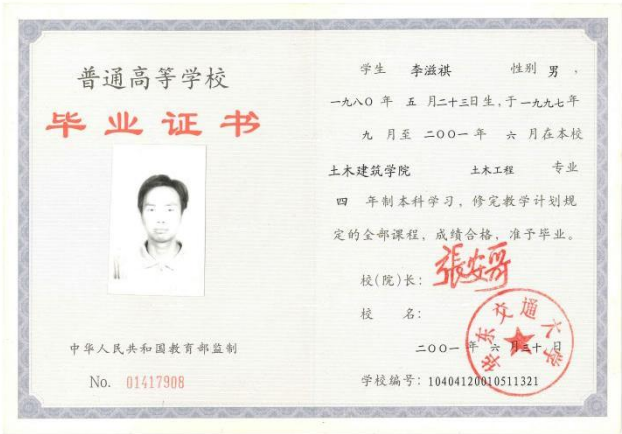 普通高等学校
毕业证书
中华人民共和国教育部监制
No. 01417908
学生 李滋祺 性别 男 ，
一九八〇年 五 月二十三日生，于一九九七年
九 月至 二〇〇一年 六 月在本校
土木建筑学院 土木工程 专业
四 年制本科学习，修完教学计划规
定的全部课程，成绩合格，准予毕业。
校(院)长：張安哥
校 名：
华东交通大学
二〇〇一 年 六 月三十 日
学校编号：10404120010511321